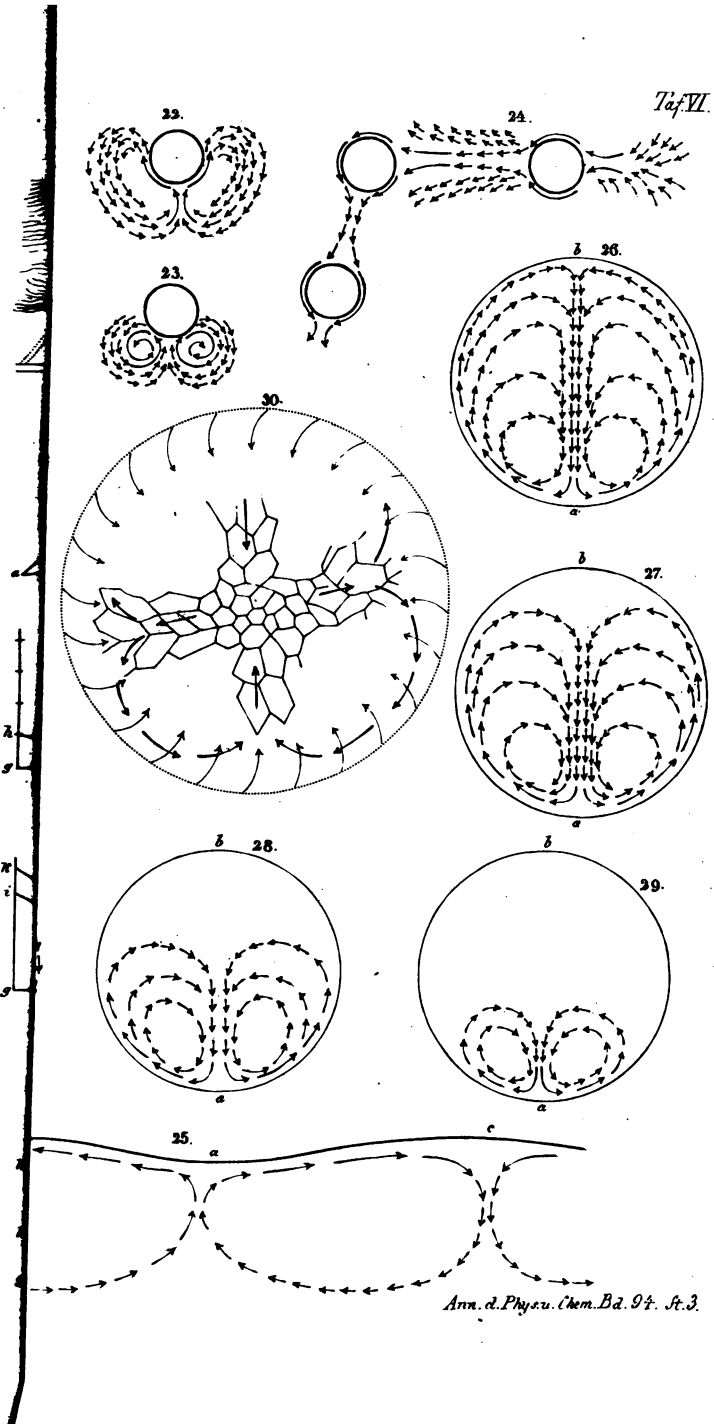 Taf. VI.
22.
24.
23.
b 26.
a
30.
a
b
27.
h
g
a
b 28.
b
29.
K
i
g
a
a
25.
a
c
Ann. d. Phys. u. Chem. Bd. 94. St. 3.